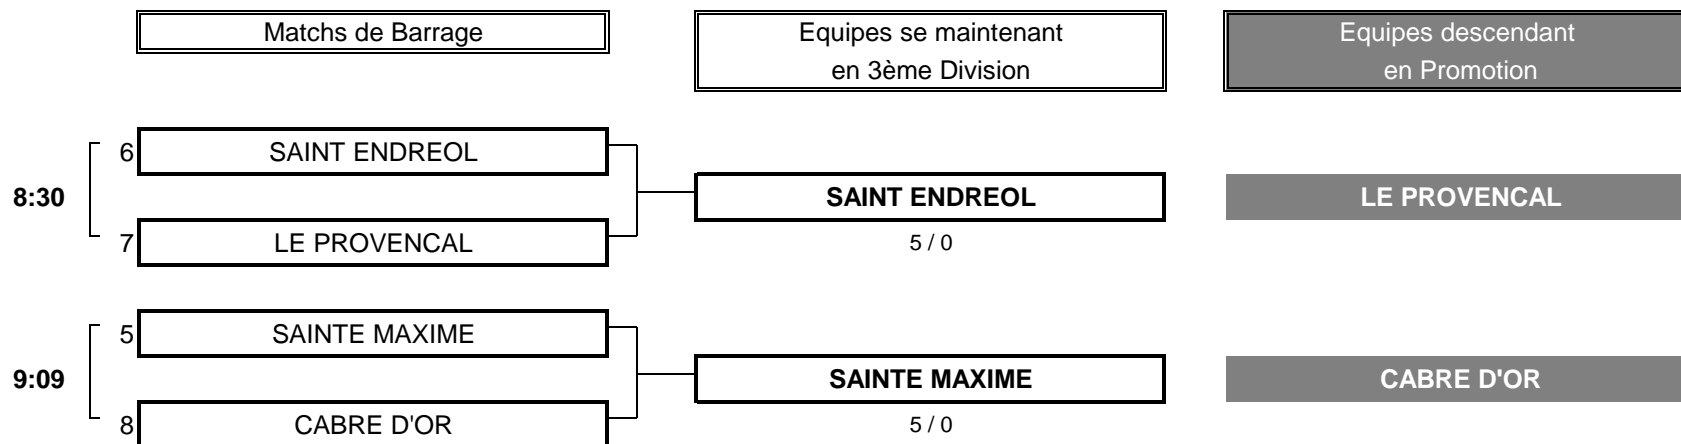 Matchs de Barrage
Equipes se maintenant
en 3ème Division
Equipes descendant
en Promotion
6 SAINT ENDREOL
8:30
SAINT ENDREOL
LE PROVENCAL
7 LE PROVENCAL
5 / 0
5 SAINTE MAXIME
9:09
SAINTE MAXIME
CABRE D'OR
8 CABRE D'OR
5 / 0